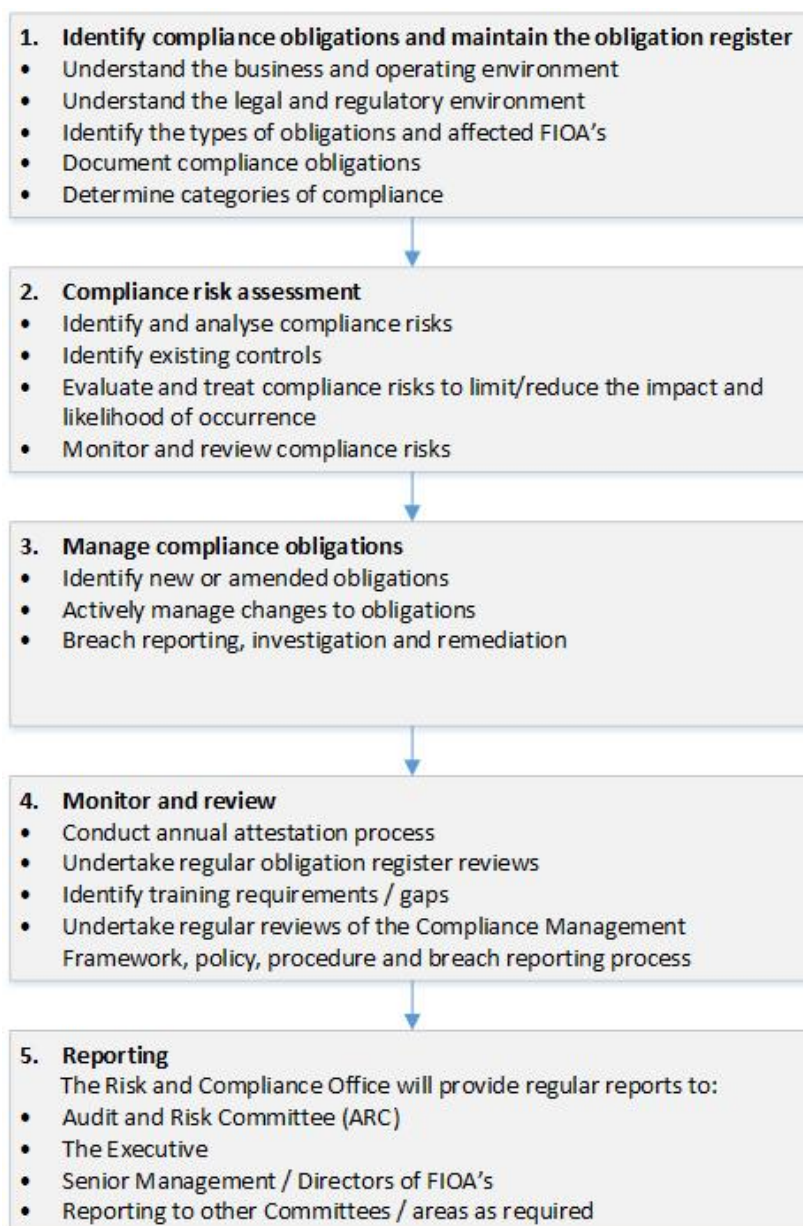 1. Identify compliance obligations and maintain the obligation register
• Understand the business and operating environment
• Understand the legal and regulatory environment
• Identify the types of obligations and affected FIOA's
• Document compliance obligations
• Determine categories of compliance
2. Compliance risk assessment
• Identify and analyse compliance risks
• Identify existing controls
• Evaluate and treat compliance risks to limit/reduce the impact and
likelihood of occurrence
• Monitor and review compliance risks
3. Manage compliance obligations
• Identify new or amended obligations
• Actively manage changes to obligations
• Breach reporting, investigation and remediation
4. Monitor and review
• Conduct annual attestation process
• Undertake regular obligation register reviews
• Identify training requirements / gaps
• Undertake regular reviews of the Compliance Management
Framework, policy, procedure and breach reporting process
5. Reporting
The Risk and Compliance Office will provide regular reports to:
• Audit and Risk Committee (ARC)
• The Executive
• Senior Management / Directors of FIOA's
• Reporting to other Committees / areas as required